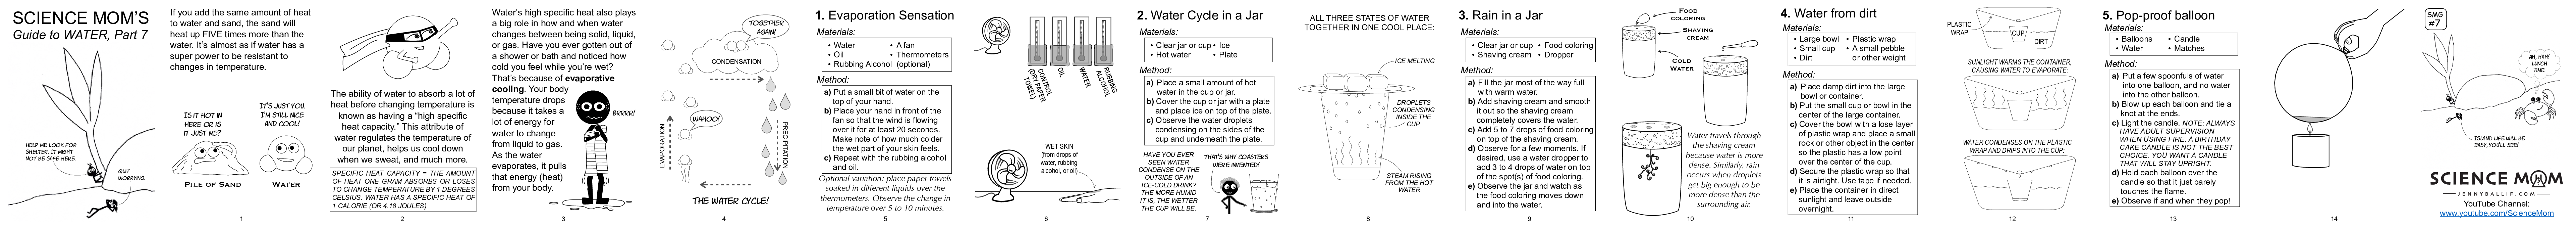 SCIENCE MOM'S
Guide to WATER, Part 7
HELP ME LOOK FOR
SHELTER. IT MIGHT
NOT BE SAFE HERE.
QUIT
WORRYING.
If you add the same amount of heat
to water and sand, the sand will
heat up FIVE times more than the
water. It's almost as if water has a
super power to be resistant to
changes in temperature.
IS IT HOT IN
HERE OR IS
IT JUST ME?
IT'S JUST YOU.
I'M STILL NICE
AND COOL!
PILE OF SAND
WATER
1
The ability of water to absorb a lot of
heat before changing temperature is
known as having a "high specific
heat capacity." This attribute of
water regulates the temperature of
our planet, helps us cool down
when we sweat, and much more.
SPECIFIC HEAT CAPACITY = THE AMOUNT
OF HEAT ONE GRAM ABSORBS OR LOSES
TO CHANGE TEMPERATURE BY 1 DEGREES
CELSIUS. WATER HAS A SPECIFIC HEAT OF
1 CALORIE (OR 4.18 JOULES)
2
Water's high specific heat also plays
a big role in how and when water
changes between being solid, liquid,
or gas. Have you ever gotten out of
a shower or bath and noticed how
cold you feel while you're wet?
That's because of evaporative
cooling. Your body
temperature drops
because it takes a
lot of energy for
water to change
from liquid to gas.
As the water
evaporates, it pulls
that energy (heat)
from your body.
BRRR!
3
TOGETHER
AGAIN!
CONDENSATION
WAHOO!
EVAPORATION
PRECIPITATION
THE WATER CYCLE!
4
1. Evaporation Sensation
Materials:
• Water
• Oil
• Rubbing Alcohol
• A fan
• Thermometers
(optional)
Method:
a) Put a small bit of water on the
top of your hand.
b) Place your hand in front of the
fan so that the wind is flowing
over it for at least 20 seconds.
Make note of how much colder
the wet part of your skin feels.
c) Repeat with the rubbing alcohol
and oil.
Optional variation: place paper towels
soaked in different liquids over the
thermometers. Observe the change in
temperature over 5 to 10 minutes.
5
CONTROL
(DRY PAPER
TOWEL)
OIL
WATER
RUBBING
ALCOHOL
WET SKIN
(from drops of
water, rubbing
alcohol, or oil)
6
2. Water Cycle in a Jar
Materials:
• Clear jar or cup
• Hot water
• Ice
• Plate
Method:
a) Place a small amount of hot
water in the cup or jar.
b) Cover the cup or jar with a plate
and place ice on top of the plate.
c) Observe the water droplets
condensing on the sides of the
cup and underneath the plate.
HAVE YOU EVER
SEEN WATER
CONDENSE ON THE
OUTSIDE OF AN
ICE-COLD DRINK?
THE MORE HUMID
IT IS, THE WETTER
THE CUP WILL BE.
THAT'S WHY COASTERS
WERE INVENTED!
7
ALL THREE STATES OF WATER
TOGETHER IN ONE COOL PLACE:
ICE MELTING
DROPLETS
CONDENSING
INSIDE THE
CUP
STEAM RISING
FROM THE HOT
WATER
8
3. Rain in a Jar
Materials:
• Clear jar or cup
• Shaving cream
• Food coloring
• Dropper
Method:
a) Fill the jar most of the way full
with warm water.
b) Add shaving cream and smooth
it out so the shaving cream
completely covers the water.
c) Add 5 to 7 drops of food coloring
on top of the shaving cream.
d) Observe for a few moments. If
desired, use a water dropper to
add 3 to 4 drops of water on top
of the spot(s) of food coloring.
e) Observe the jar and watch as
the food coloring moves down
and into the water.
9
FOOD
COLORING
SHAVING
CREAM
COLD
WATER
Water travels through
the shaving cream
because water is more
dense. Similarly, rain
occurs when droplets
get big enough to be
more dense than the
surrounding air.
10
4. Water from dirt
Materials:
• Large bowl
• Small cup
• Dirt
• Plastic wrap
• A small pebble
or other weight
Method:
a) Place damp dirt into the large
bowl or container.
b) Put the small cup or bowl in the
center of the large container.
c) Cover the bowl with a lose layer
of plastic wrap and place a small
rock or other object in the center
so the plastic has a low point
over the center of the cup.
d) Secure the plastic wrap so that
it is airtight. Use tape if needed.
e) Place the container in direct
sunlight and leave outside
overnight.
11
PLASTIC
WRAP
CUP
DIRT
SUNLIGHT WARMS THE CONTAINER,
CAUSING WATER TO EVAPORATE:
WATER CONDENSES ON THE PLASTIC
WRAP AND DRIPS INTO THE CUP:
12
5. Pop-proof balloon
Materials:
• Balloons
• Water
• Candle
• Matches
Method:
a) Put a few spoonfuls of water
into one balloon, and no water
into the other balloon.
b) Blow up each balloon and tie a
knot at the ends.
c) Light the candle. NOTE: ALWAYS
HAVE ADULT SUPERVISION
WHEN USING FIRE. A BIRTHDAY
CAKE CANDLE IS NOT THE BEST
CHOICE. YOU WANT A CANDLE
THAT WILL STAY UPRIGHT.
d) Hold each balloon over the
candle so that it just barely
touches the flame.
e) Observe if and when they pop!
13
14
SMG
#7
AH, HAH!
LUNCH
TIME.
ISLAND LIFE WILL BE
EASY, YOU'LL SEE!
SCIENCE MOM
JENNYBALLIF.COM
YouTube Channel:
www.youtube.com/ScienceMom